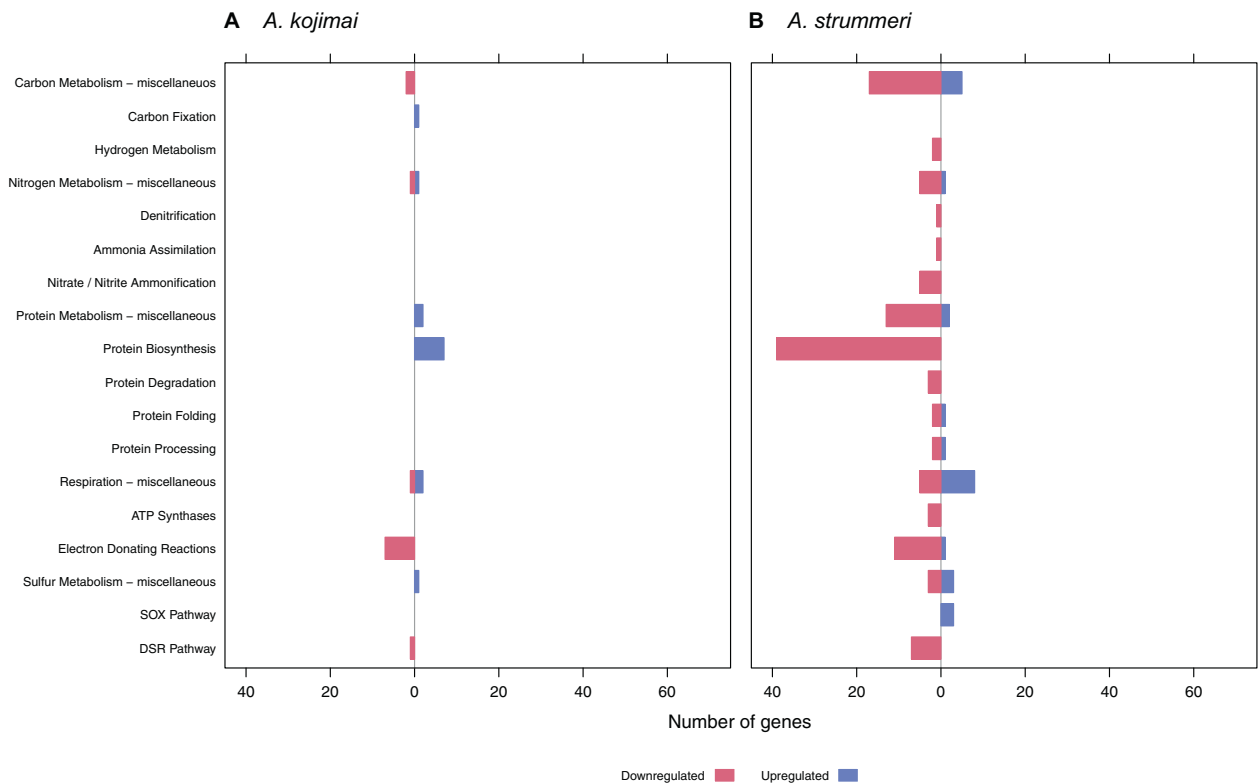 A A. kojimai
B A. strummeri
Carbon Metabolism – miscellaneuos
Carbon Fixation
Hydrogen Metabolism
Nitrogen Metabolism – miscellaneous
Denitrification
Ammonia Assimilation
Nitrate / Nitrite Ammonification
Protein Metabolism – miscellaneous
Protein Biosynthesis
Protein Degradation
Protein Folding
Protein Processing
Respiration – miscellaneous
ATP Synthases
Electron Donating Reactions
Sulfur Metabolism – miscellaneous
SOX Pathway
DSR Pathway
40 20 0 20 40 60
40 20 0 20 40 60
Number of genes
Downregulated Upregulated